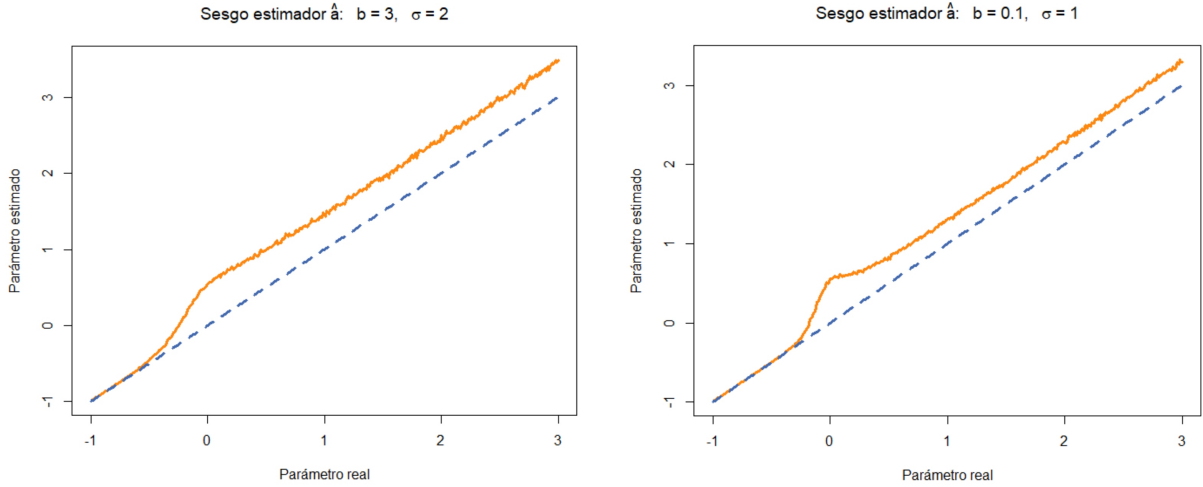 Sesgo estimador â: b = 3, σ = 2
Parámetro estimado
3
2
1
0
-1
-1 0 1 2 3
Parámetro real
Sesgo estimador â: b = 0.1, σ = 1
Parámetro estimado
3
2
1
0
-1
-1 0 1 2 3
Parámetro real